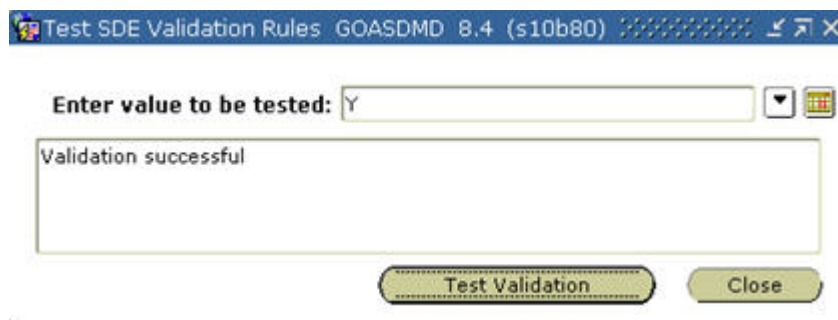 Test SDE Validation Rules GOASDMD 8.4 (s10b80)
Enter value to be tested: Y
Validation successful
Test Validation Close